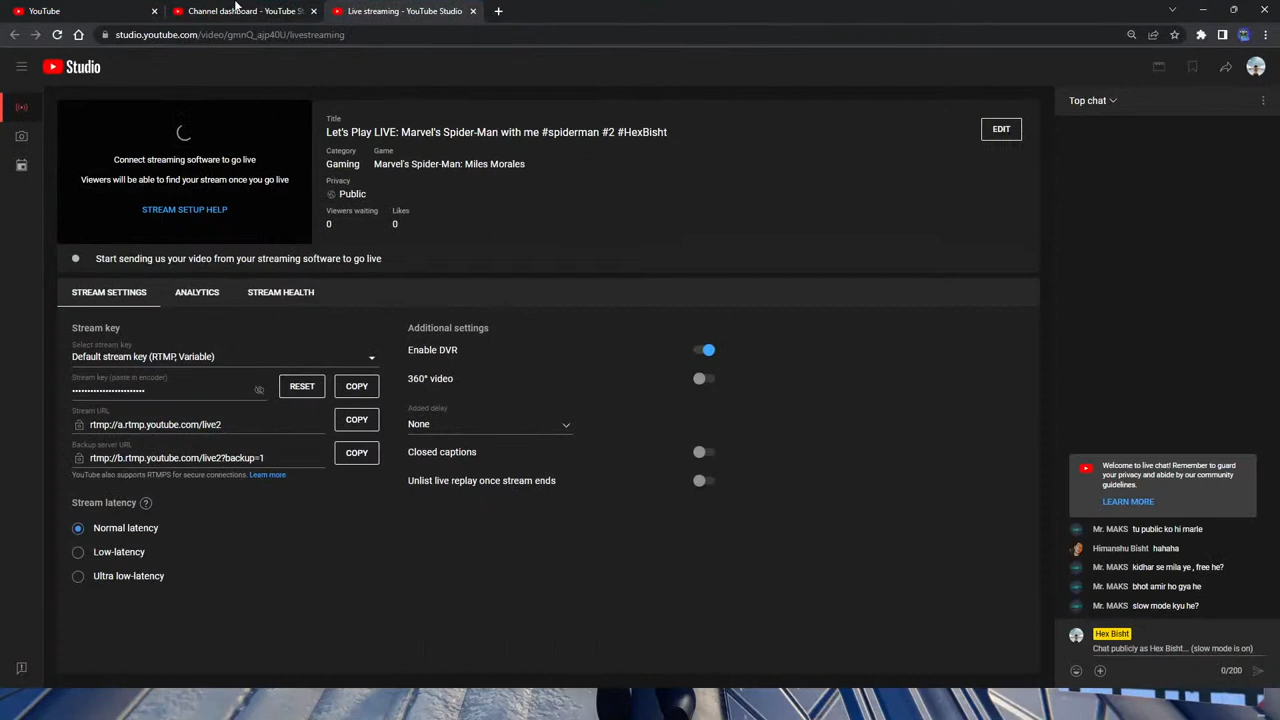 YouTube
Channel dashboard - YouTube St
Live streaming - YouTube Studio
studio.youtube.com/video/gmnQ_ajp40U/livestreaming
Studio
Connect streaming software to go live
Viewers will be able to find your stream once you go live
STREAM SETUP HELP
Title
Let's Play LIVE: Marvel's Spider-Man with me #spiderman #2 #HexBisht
EDIT
Category
Game
Gaming
Marvel's Spider-Man: Miles Morales
Privacy
Public
Viewers waiting
Likes
0
0
Start sending us your video from your streaming software to go live
STREAM SETTINGS
ANALYTICS
STREAM HEALTH
Stream key
Select stream key
Default stream key (RTMP, Variable)
Stream key (paste in encoder)
RESET
COPY
Stream URL
rtmp://a.rtmp.youtube.com/live2
COPY
Backup server URL
rtmp://b.rtmp.youtube.com/live2?backup=1
COPY
YouTube also supports RTMPS for secure connections. Learn more
Stream latency ?
Normal latency
Low-latency
Ultra low-latency
Additional settings
Enable DVR
360° video
Added delay
None
Closed captions
Unlist live replay once stream ends
Top chat
Welcome to live chat! Remember to guard
your privacy and abide by our community
guidelines.
LEARN MORE
Mr. MAKS tu public ko hi marle
Himanshu Bisht hahaha
Mr. MAKS kidhar se mila ye , free he?
Mr. MAKS bhot amir ho gya he
Mr. MAKS slow mode kyu he?
Hex Bisht
Chat publicly as Hex Bisht... (slow mode is on)
0/200